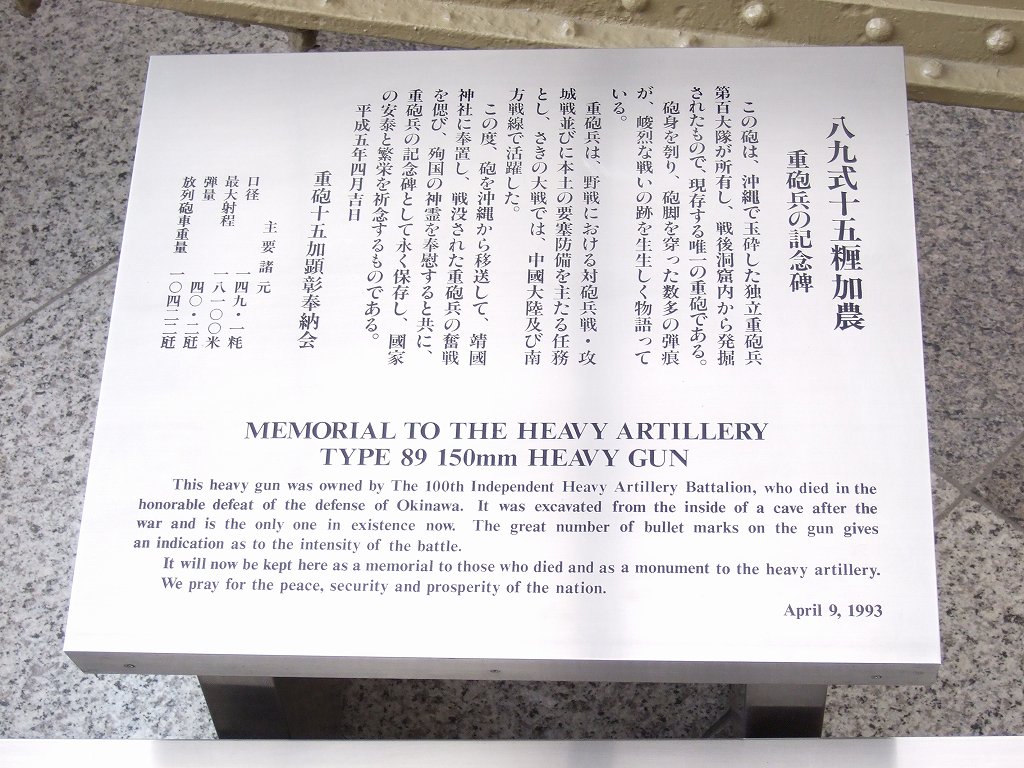 八九式十五糎加農
重砲兵の記念碑
この砲は、沖縄で玉砕した独立重砲兵
第百大隊が所有し、戦後洞窟内から発掘
されたもので、現存する唯一の重砲である。
砲身を刳り、砲脚を穿った数多の弾痕
が、峻烈な戦いの跡を生生しく物語って
いる。
重砲兵は、野戦における対砲兵戦・攻
城戦並びに本土の要塞防備を主たる任務
とし、さきの大戦では、中國大陸及び南
方戦線で活躍した。
この度、砲を沖縄から移送して、靖國
神社に奉置し、戦没された重砲兵の奮戦
を偲び、殉国の神霊を奉慰すると共に、
重砲兵の記念碑として永く保存し、國家
の安泰と繁栄を祈念するものである。
平成五年四月吉日
重砲十五加顕彰奉納会
主要諸元
口径 一四九・一粍
最大射程 一八一〇〇米
弾量 四〇・二瓩
放列砲車重量 一〇四二二瓩
MEMORIAL TO THE HEAVY ARTILLERY
TYPE 89 150mm HEAVY GUN
This heavy gun was owned by The 100th Independent Heavy Artillery Battalion, who died in the
honorable defeat of the defense of Okinawa. It was excavated from the inside of a cave after the
war and is the only one in existence now. The great number of bullet marks on the gun gives
an indication as to the intensity of the battle.
It will now be kept here as a memorial to those who died and as a monument to the heavy artillery.
We pray for the peace, security and prosperity of the nation.
April 9, 1993